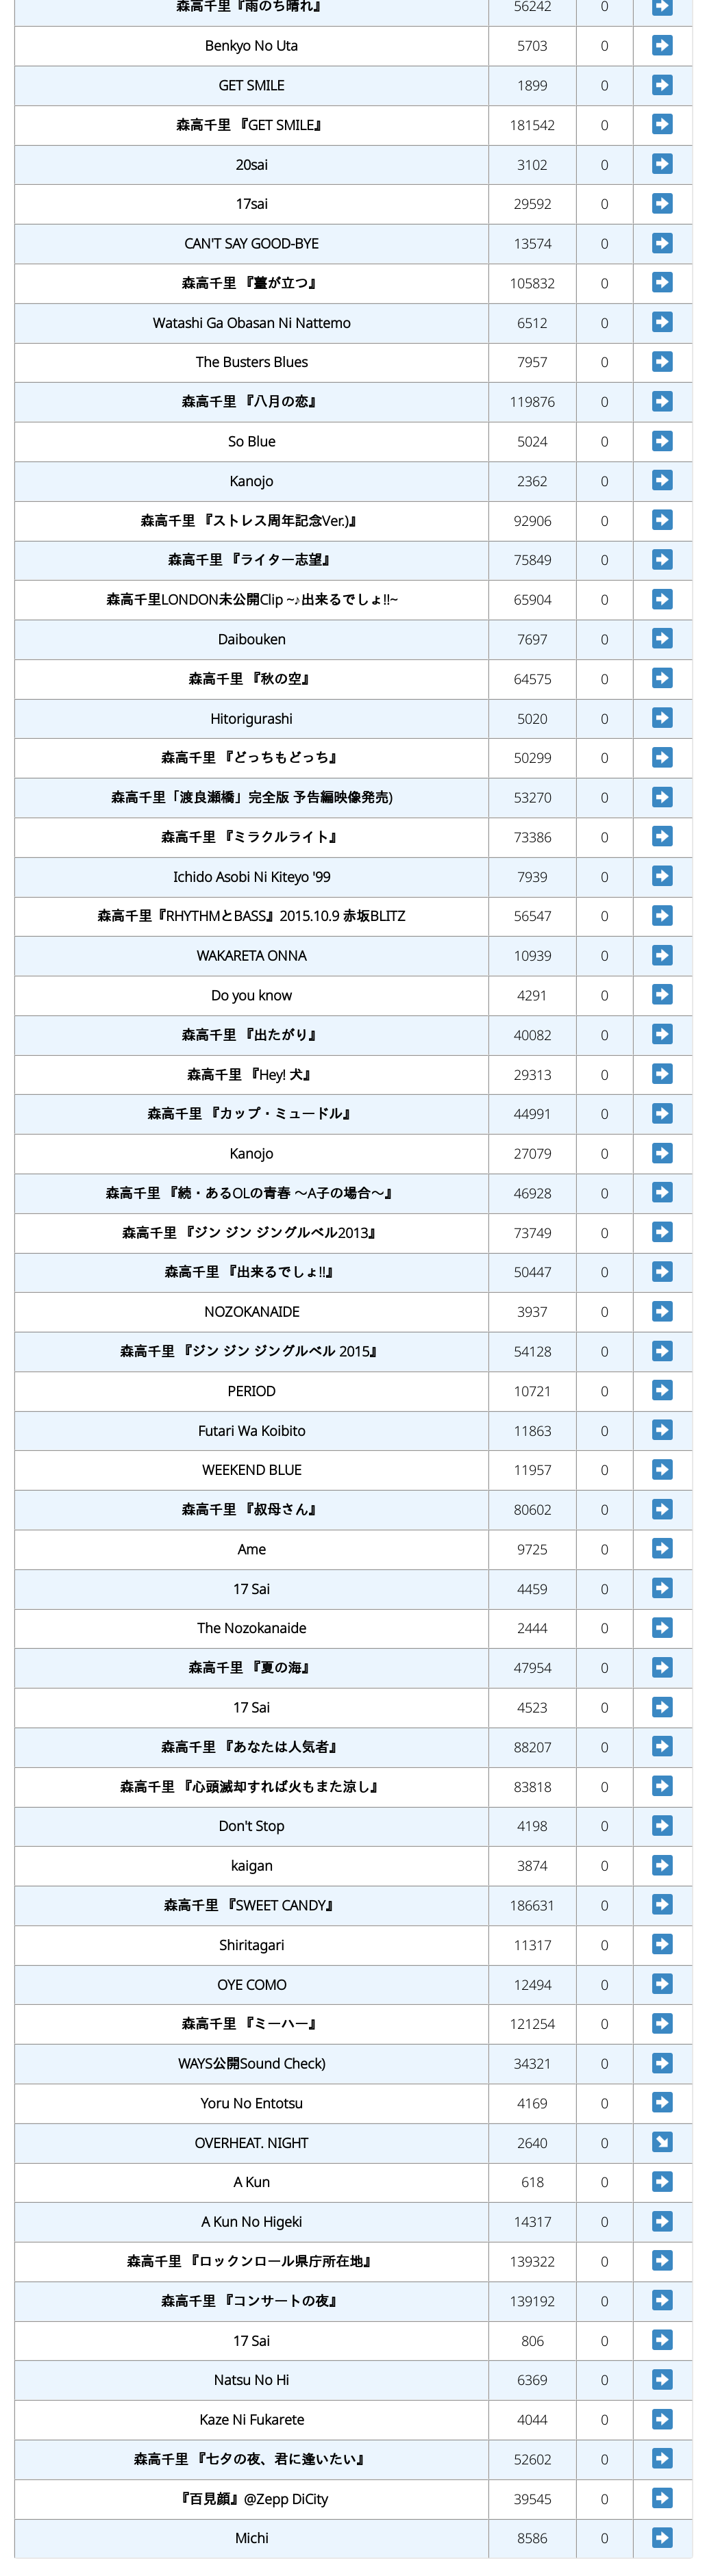 森高千里『雨のち晴れ』 56242 0
Benkyo No Uta 5703 0
GET SMILE 1899 0
森高千里 『GET SMILE』 181542 0
20sai 3102 0
17sai 29592 0
CAN'T SAY GOOD-BYE 13574 0
森高千里 『薹が立つ』 105832 0
Watashi Ga Obasan Ni Nattemo 6512 0
The Busters Blues 7957 0
森高千里 『八月の恋』 119876 0
So Blue 5024 0
Kanojo 2362 0
森高千里 『ストレス周年記念Ver.)』 92906 0
森高千里 『ライター志望』 75849 0
森高千里LONDON未公開Clip ~♪出来るでしょ!!~ 65904 0
Daibouken 7697 0
森高千里 『秋の空』 64575 0
Hitorigurashi 5020 0
森高千里 『どっちもどっち』 50299 0
森高千里「渡良瀬橋」完全版 予告編映像発売) 53270 0
森高千里 『ミラクルライト』 73386 0
Ichido Asobi Ni Kiteyo '99 7939 0
森高千里『RHYTHMとBASS』2015.10.9 赤坂BLITZ 56547 0
WAKARETA ONNA 10939 0
Do you know 4291 0
森高千里 『出たがり』 40082 0
森高千里 『Hey! 犬』 29313 0
森高千里 『カップ・ミュードル』 44991 0
Kanojo 27079 0
森高千里 『続・あるOLの青春 〜A子の場合〜』 46928 0
森高千里 『ジン ジン ジングルベル2013』 73749 0
森高千里 『出来るでしょ!!』 50447 0
NOZOKANAIDE 3937 0
森高千里 『ジン ジン ジングルベル 2015』 54128 0
PERIOD 10721 0
Futari Wa Koibito 11863 0
WEEKEND BLUE 11957 0
森高千里 『叔母さん』 80602 0
Ame 9725 0
17 Sai 4459 0
The Nozokanaide 2444 0
森高千里 『夏の海』 47954 0
17 Sai 4523 0
森高千里 『あなたは人気者』 88207 0
森高千里 『心頭滅却すれば火もまた涼し』 83818 0
Don't Stop 4198 0
kaigan 3874 0
森高千里 『SWEET CANDY』 186631 0
Shiritagari 11317 0
OYE COMO 12494 0
森高千里 『ミーハー』 121254 0
WAYS公開Sound Check) 34321 0
Yoru No Entotsu 4169 0
OVERHEAT. NIGHT 2640 0
A Kun 618 0
A Kun No Higeki 14317 0
森高千里 『ロックンロール県庁所在地』 139322 0
森高千里 『コンサートの夜』 139192 0
17 Sai 806 0
Natsu No Hi 6369 0
Kaze Ni Fukarete 4044 0
森高千里 『七夕の夜、君に逢いたい』 52602 0
『百見顔』@Zepp DiCity 39545 0
Michi 8586 0